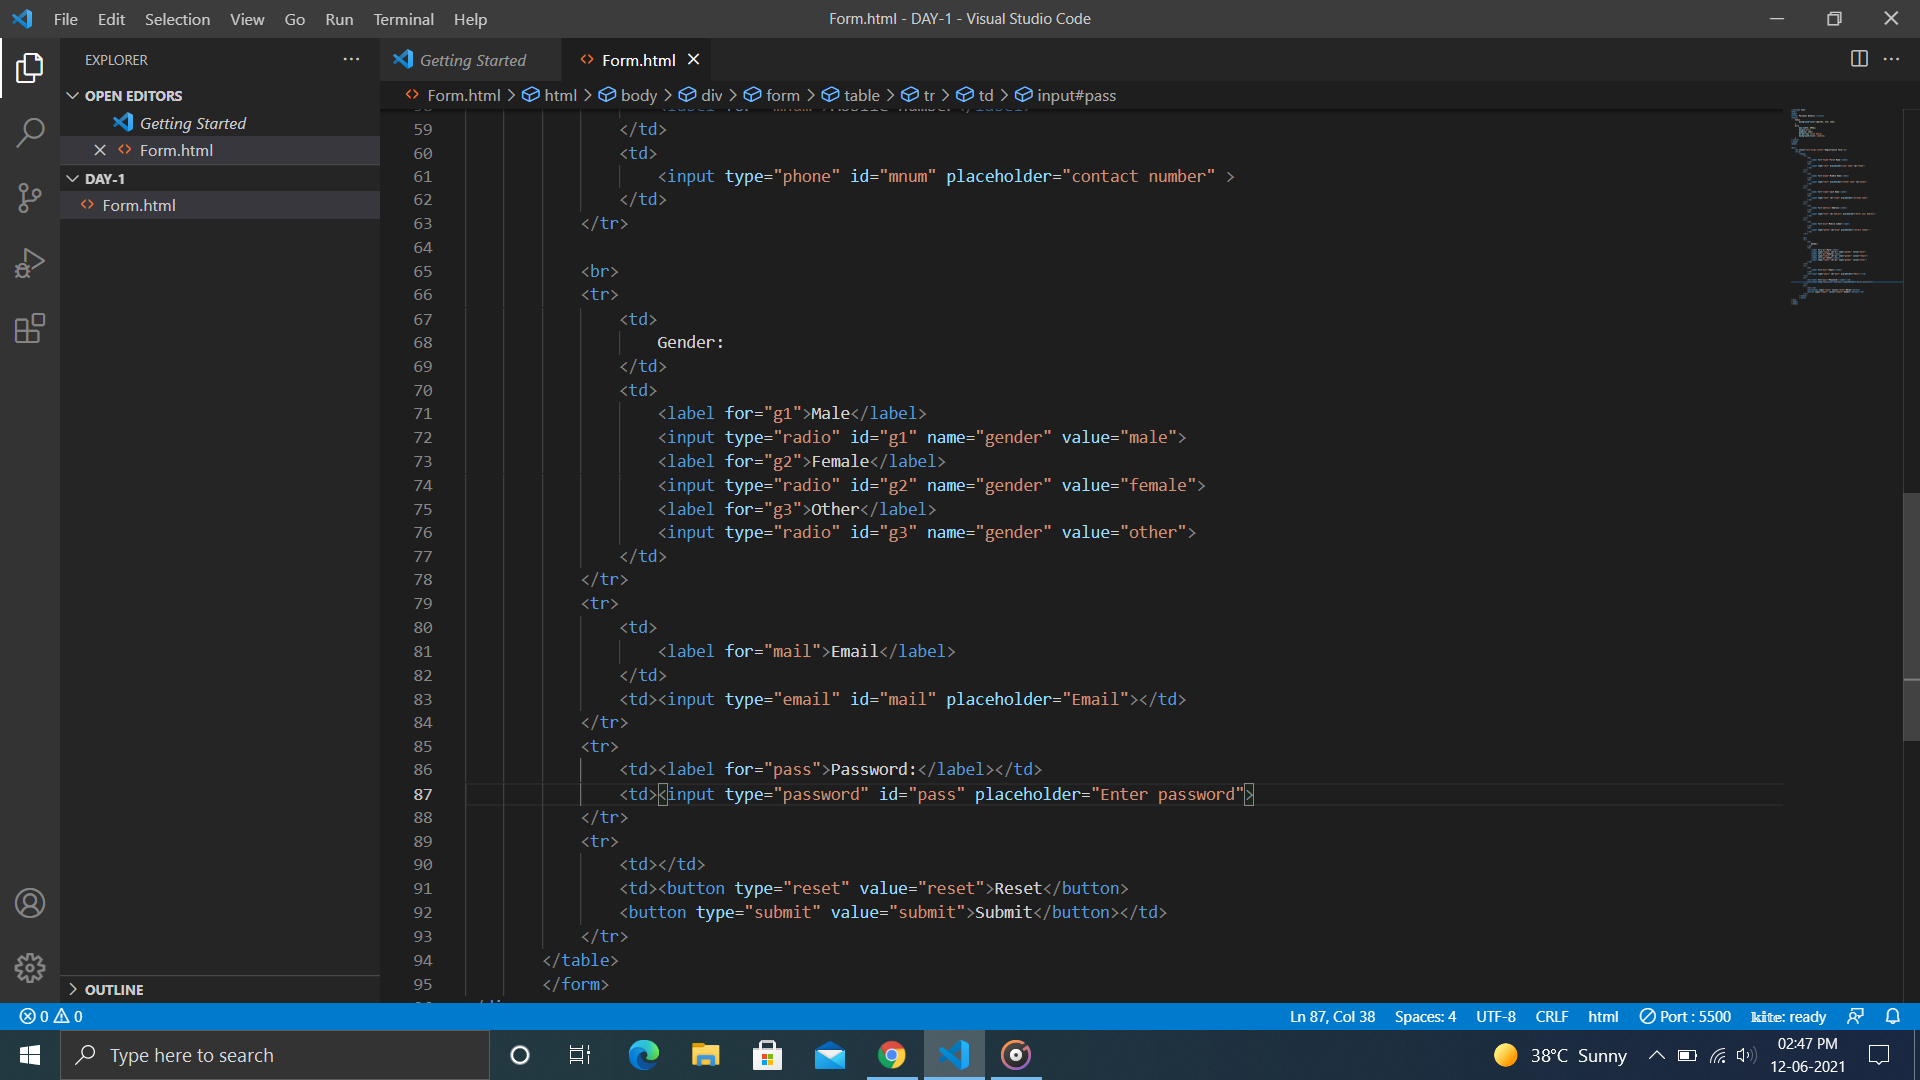 File Edit Selection View Go Run Terminal Help
Form.html - DAY-1 - Visual Studio Code
EXPLORER
OPEN EDITORS
Getting Started
Form.html
DAY-1
Form.html
OUTLINE
Getting Started Form.html
Form.html html body div form table tr td input#pass
59 </td>
60 <td>
61 <input type="phone" id="mnum" placeholder="contact number" >
62 </td>
63 </tr>
64
65 <br>
66 <tr>
67 <td>
68 Gender:
69 </td>
70 <td>
71 <label for="g1">Male</label>
72 <input type="radio" id="g1" name="gender" value="male">
73 <label for="g2">Female</label>
74 <input type="radio" id="g2" name="gender" value="female">
75 <label for="g3">Other</label>
76 <input type="radio" id="g3" name="gender" value="other">
77 </td>
78 </tr>
79 <tr>
80 <td>
81 <label for="mail">Email</label>
82 </td>
83 <td><input type="email" id="mail" placeholder="Email"></td>
84 </tr>
85 <tr>
86 <td><label for="pass">Password:</label></td>
87 <td><input type="password" id="pass" placeholder="Enter password">
88 </tr>
89 <tr>
90 <td></td>
91 <td><button type="reset" value="reset">Reset</button>
92 <button type="submit" value="submit">Submit</button></td>
93 </tr>
94 </table>
95 </form>
0 0 Ln 87, Col 38 Spaces: 4 UTF-8 CRLF html Port : 5500 kite: ready
Type here to search
38°C Sunny
02:47 PM
12-06-2021